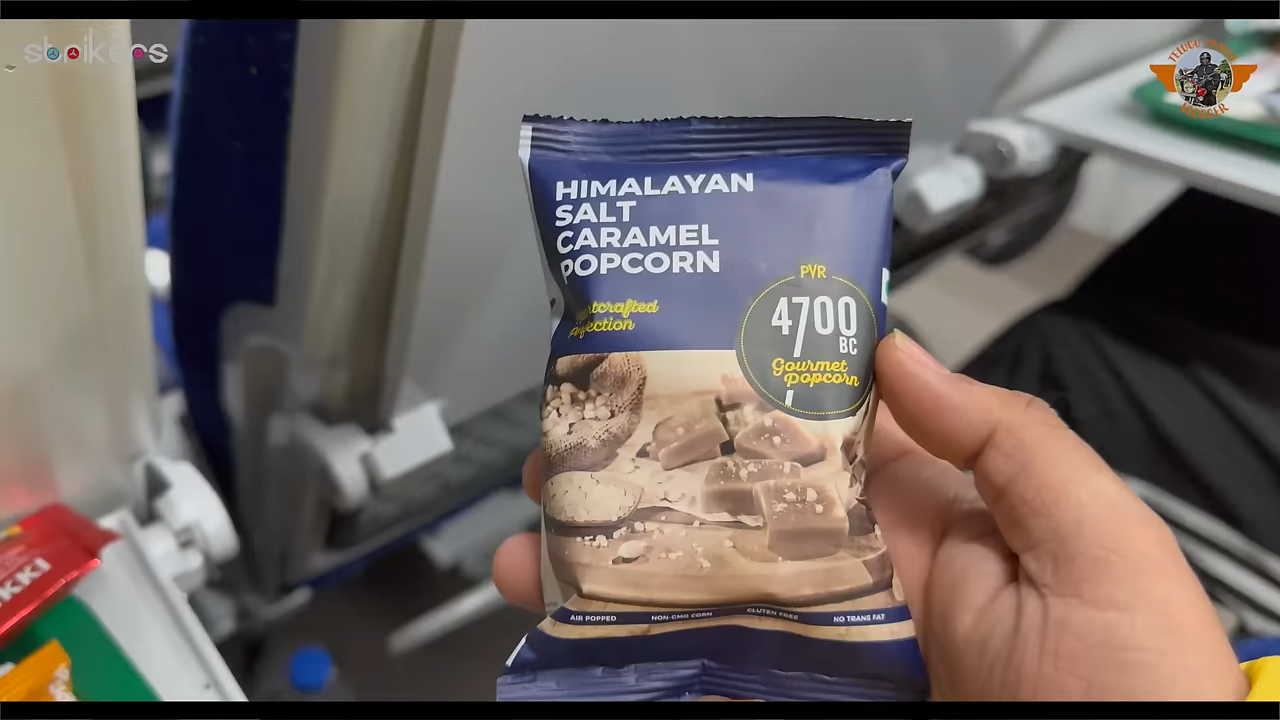 HIMALAYAN
SALT
CARAMEL
POPCORN
PVR
4700
BC
Gourmet
Popcorn
AIR POPPED
NON-GMO CORN
GLUTEN FREE
NO TRANS FAT